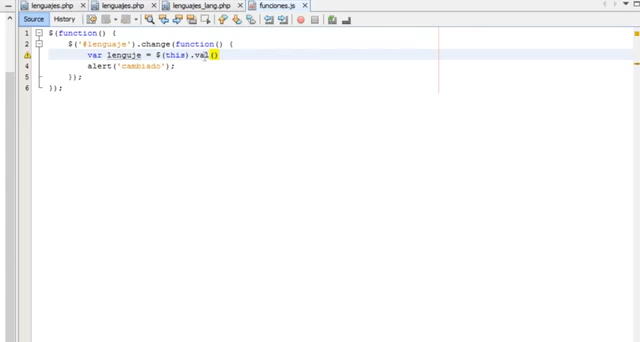 lenguajes.php
lenguajes.php
lenguajes_lang.php
funciones.js
Source History
1 $(function() {
2 $('#lenguaje').change(function() {
var lenguje = $(this).val()
4 alert('cambiado');
5 });
6 });